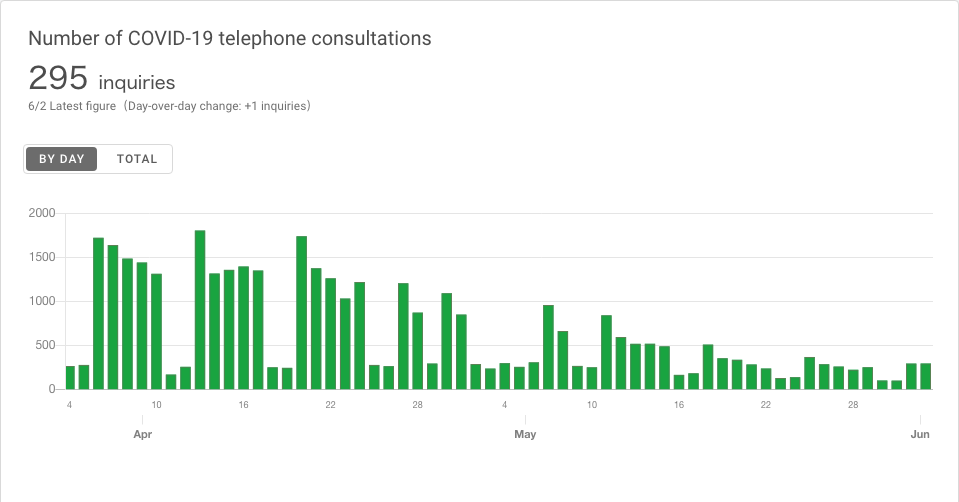 Number of COVID-19 telephone consultations
295 inquiries
6/2 Latest figure（Day-over-day change: +1 inquiries）
BY DAY TOTAL
2000
1500
1000
500
0
4 10 16 22 28 4 10 16 22 28
Apr May Jun